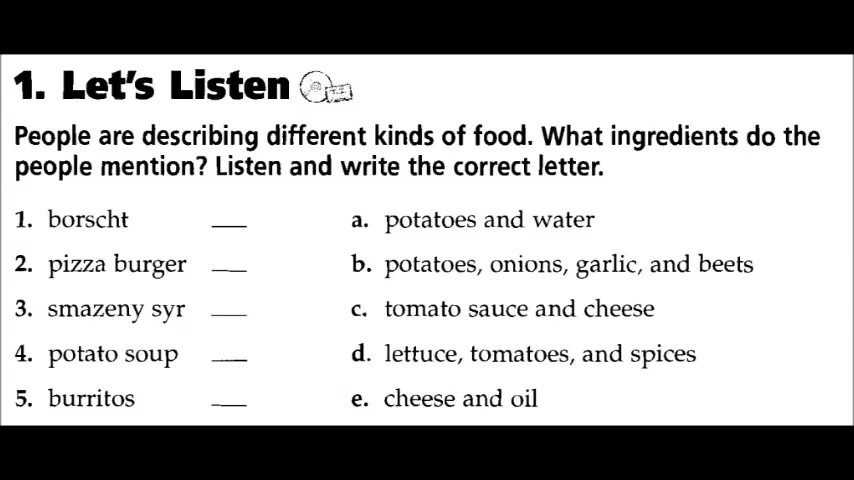 1. Let's Listen
People are describing different kinds of food. What ingredients do the
people mention? Listen and write the correct letter.
1. borscht ___ a. potatoes and water
2. pizza burger ___ b. potatoes, onions, garlic, and beets
3. smazeny syr ___ c. tomato sauce and cheese
4. potato soup ___ d. lettuce, tomatoes, and spices
5. burritos ___ e. cheese and oil